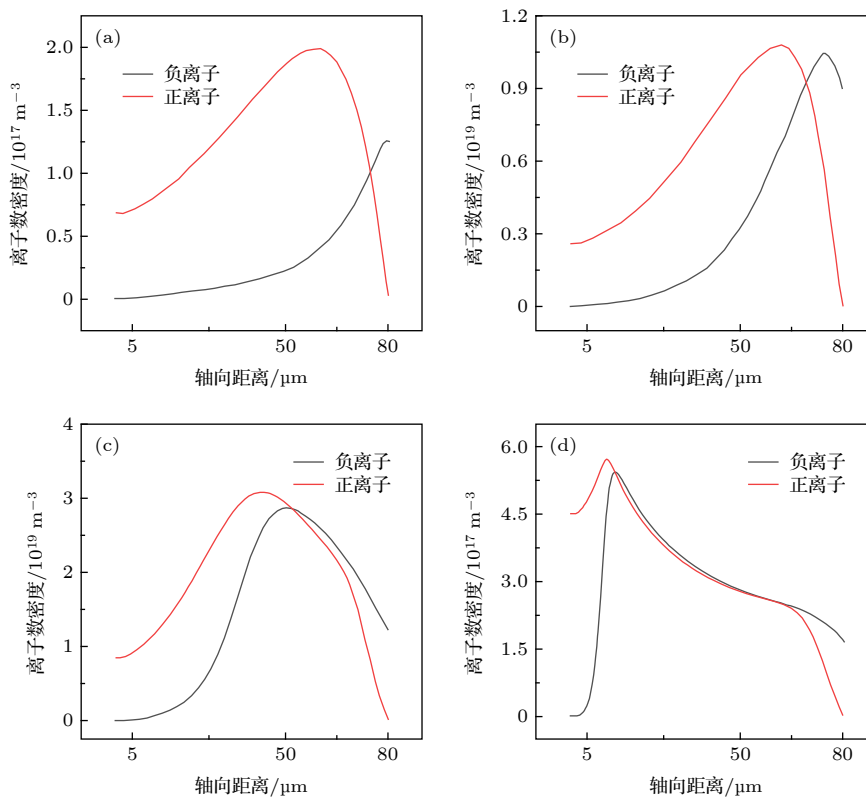 (a)
负离子
正离子
2.0
1.5
1.0
0.5
0
离子数密度/10¹⁷ m⁻³
5
50
80
轴向距离/µm
(b)
负离子
正离子
1.2
0.9
0.6
0.3
0
离子数密度/10¹⁹ m⁻³
5
50
80
轴向距离/µm
(c)
负离子
正离子
4
3
2
1
0
离子数密度/10¹⁹ m⁻³
5
50
80
轴向距离/µm
(d)
负离子
正离子
6.0
4.5
3.0
1.5
0
离子数密度/10¹⁷ m⁻³
5
50
80
轴向距离/µm